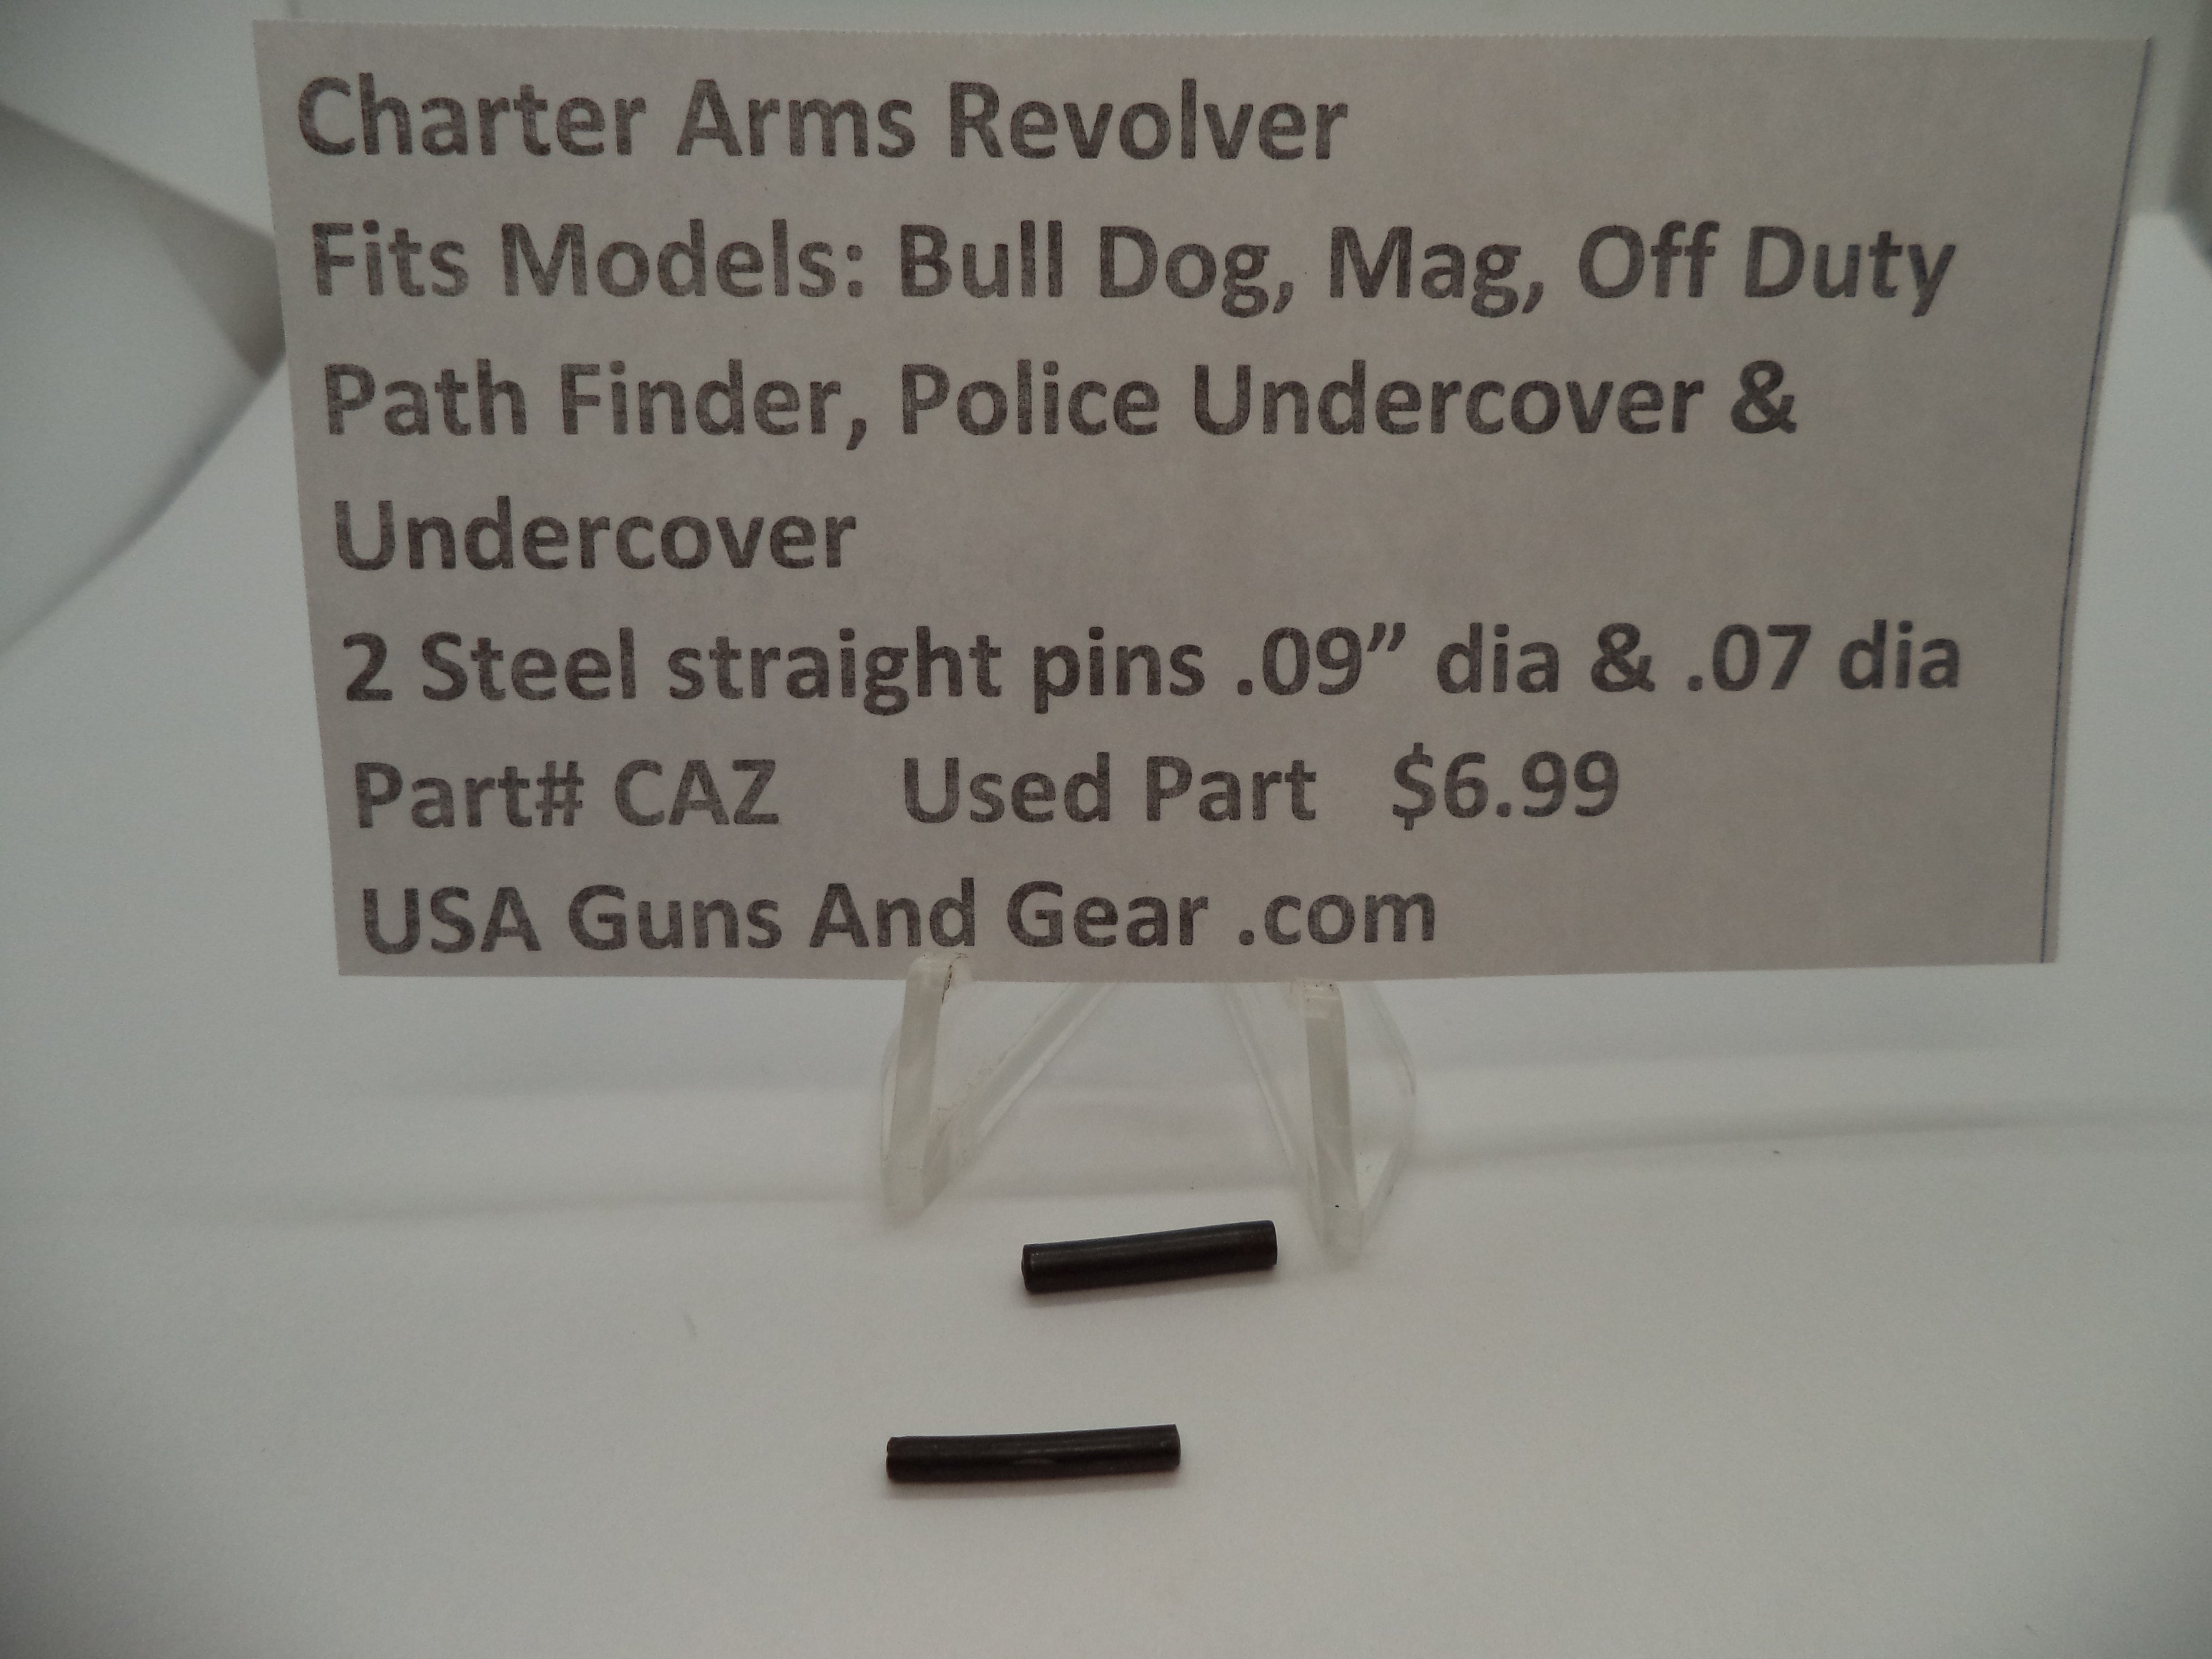 Charter Arms Revolver
Fits Models: Bull Dog, Mag, Off Duty
Path Finder, Police Undercover &
Undercover
2 Steel straight pins .09” dia & .07 dia
Part# CAZ Used Part $6.99
USA Guns And Gear .com